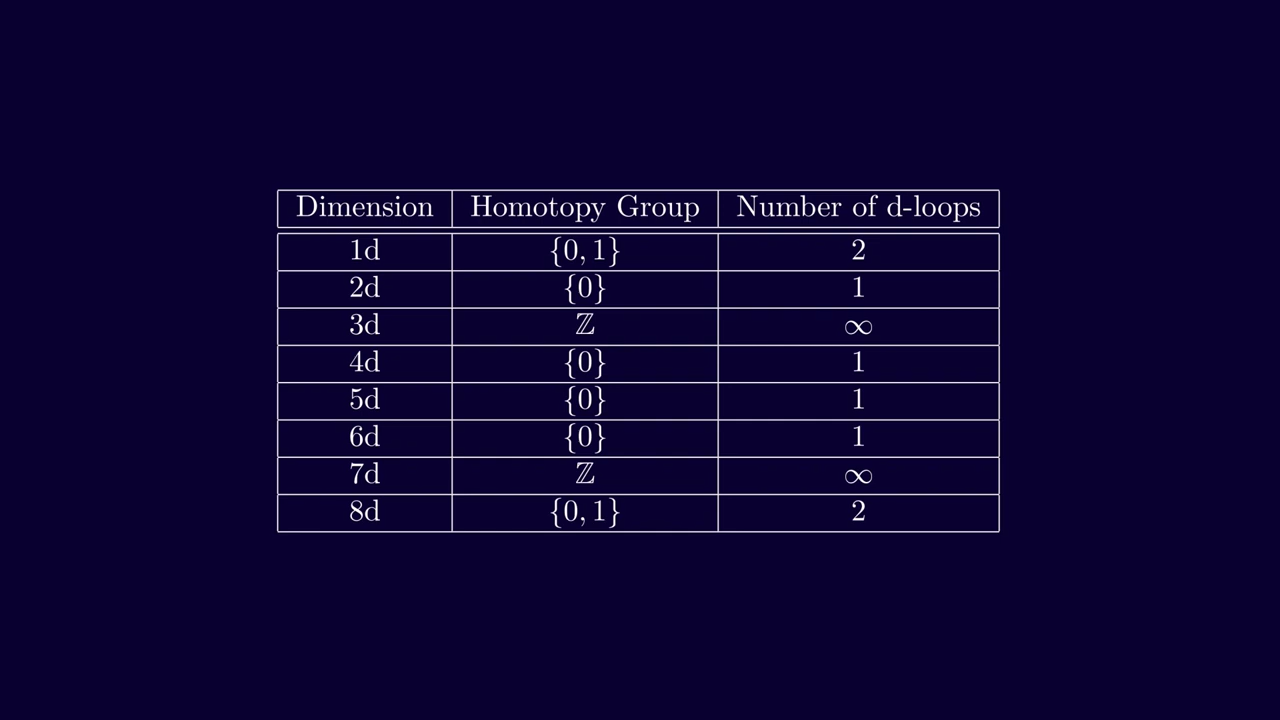 Dimension Homotopy Group Number of d-loops
1d {0, 1} 2
2d {0} 1
3d ℤ ∞
4d {0} 1
5d {0} 1
6d {0} 1
7d ℤ ∞
8d {0, 1} 2